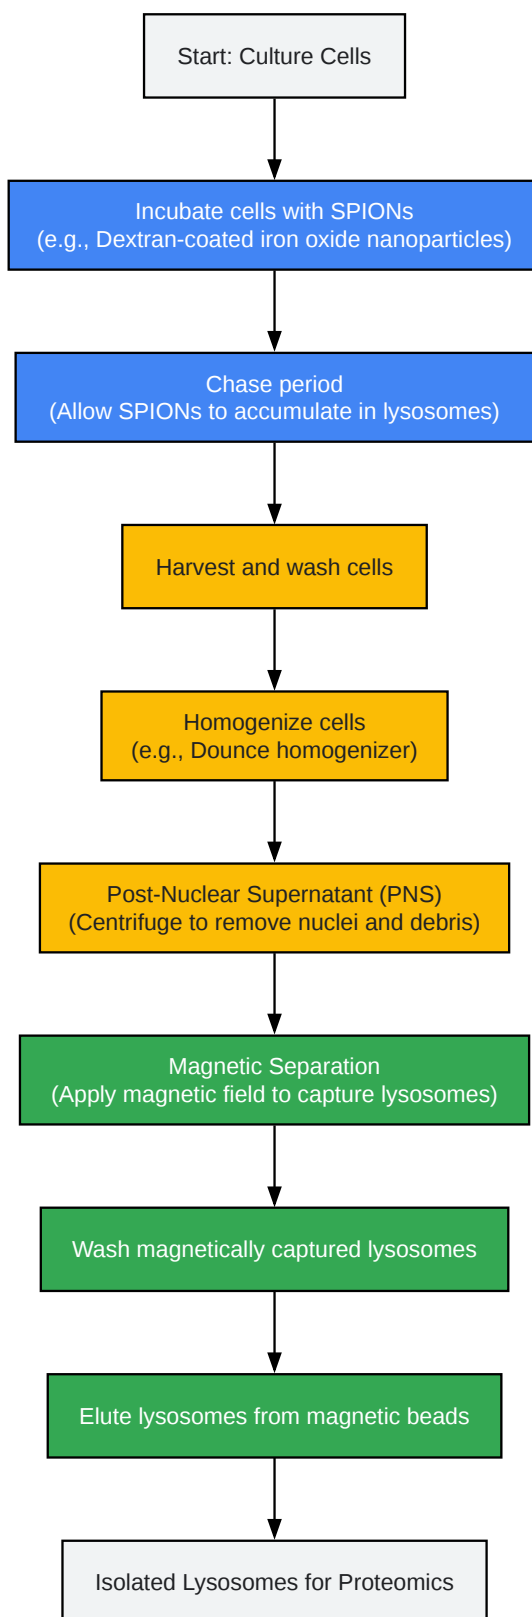 Start: Culture Cells
Incubate cells with SPIONs
(e.g., Dextran-coated iron oxide nanoparticles)
Chase period
(Allow SPIONs to accumulate in lysosomes)
Harvest and wash cells
Homogenize cells
(e.g., Dounce homogenizer)
Post-Nuclear Supernatant (PNS)
(Centrifuge to remove nuclei and debris)
Magnetic Separation
(Apply magnetic field to capture lysosomes)
Wash magnetically captured lysosomes
Elute lysosomes from magnetic beads
Isolated Lysosomes for Proteomics